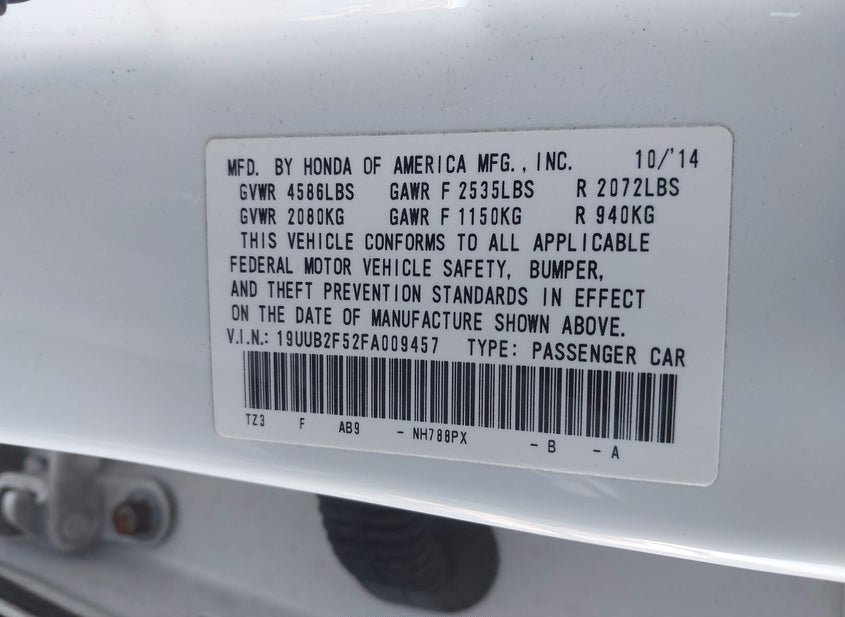 MFD. BY HONDA OF AMERICA MFG., INC. 10/'14
GVWR 4586LBS GAWR F 2535LBS R 2072LBS
GVWR 2080KG GAWR F 1150KG R 940KG
THIS VEHICLE CONFORMS TO ALL APPLICABLE
FEDERAL MOTOR VEHICLE SAFETY, BUMPER,
AND THEFT PREVENTION STANDARDS IN EFFECT
ON THE DATE OF MANUFACTURE SHOWN ABOVE.
V.I.N.: 19UUB2F52FA009457 TYPE: PASSENGER CAR
TZ3 F AB9 - NH788PX - B - A